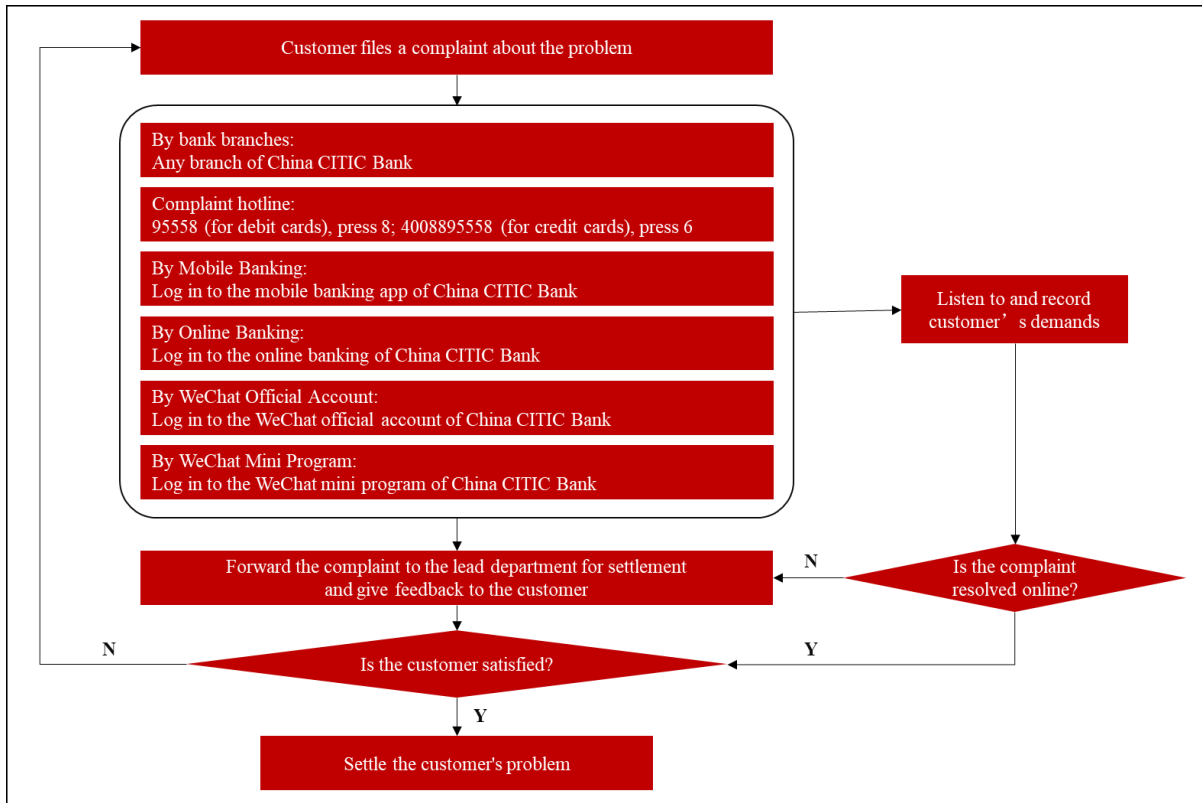 Customer files a complaint about the problem
By bank branches:
Any branch of China CITIC Bank
Complaint hotline:
95558 (for debit cards), press 8; 4008895558 (for credit cards), press 6
By Mobile Banking:
Log in to the mobile banking app of China CITIC Bank
By Online Banking:
Log in to the online banking of China CITIC Bank
By WeChat Official Account:
Log in to the WeChat official account of China CITIC Bank
By WeChat Mini Program:
Log in to the WeChat mini program of China CITIC Bank
Listen to and record
customer’s demands
Forward the complaint to the lead department for settlement
and give feedback to the customer
N
Is the complaint
resolved online?
N
Is the customer satisfied?
Y
Y
Settle the customer's problem